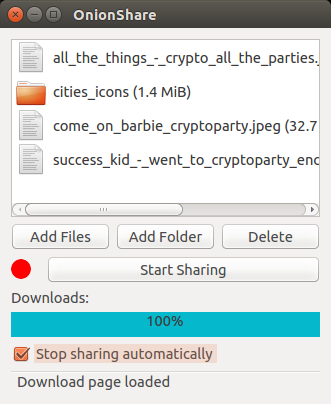 OnionShare
all_the_things_-_crypto_all_the_parties.
cities_icons (1.4 MiB)
come_on_barbie_cryptoparty.jpeg (32.7
success_kid_-_went_to_cryptoparty_enc
Add Files Add Folder Delete
Start Sharing
Downloads:
100%
Stop sharing automatically
Download page loaded